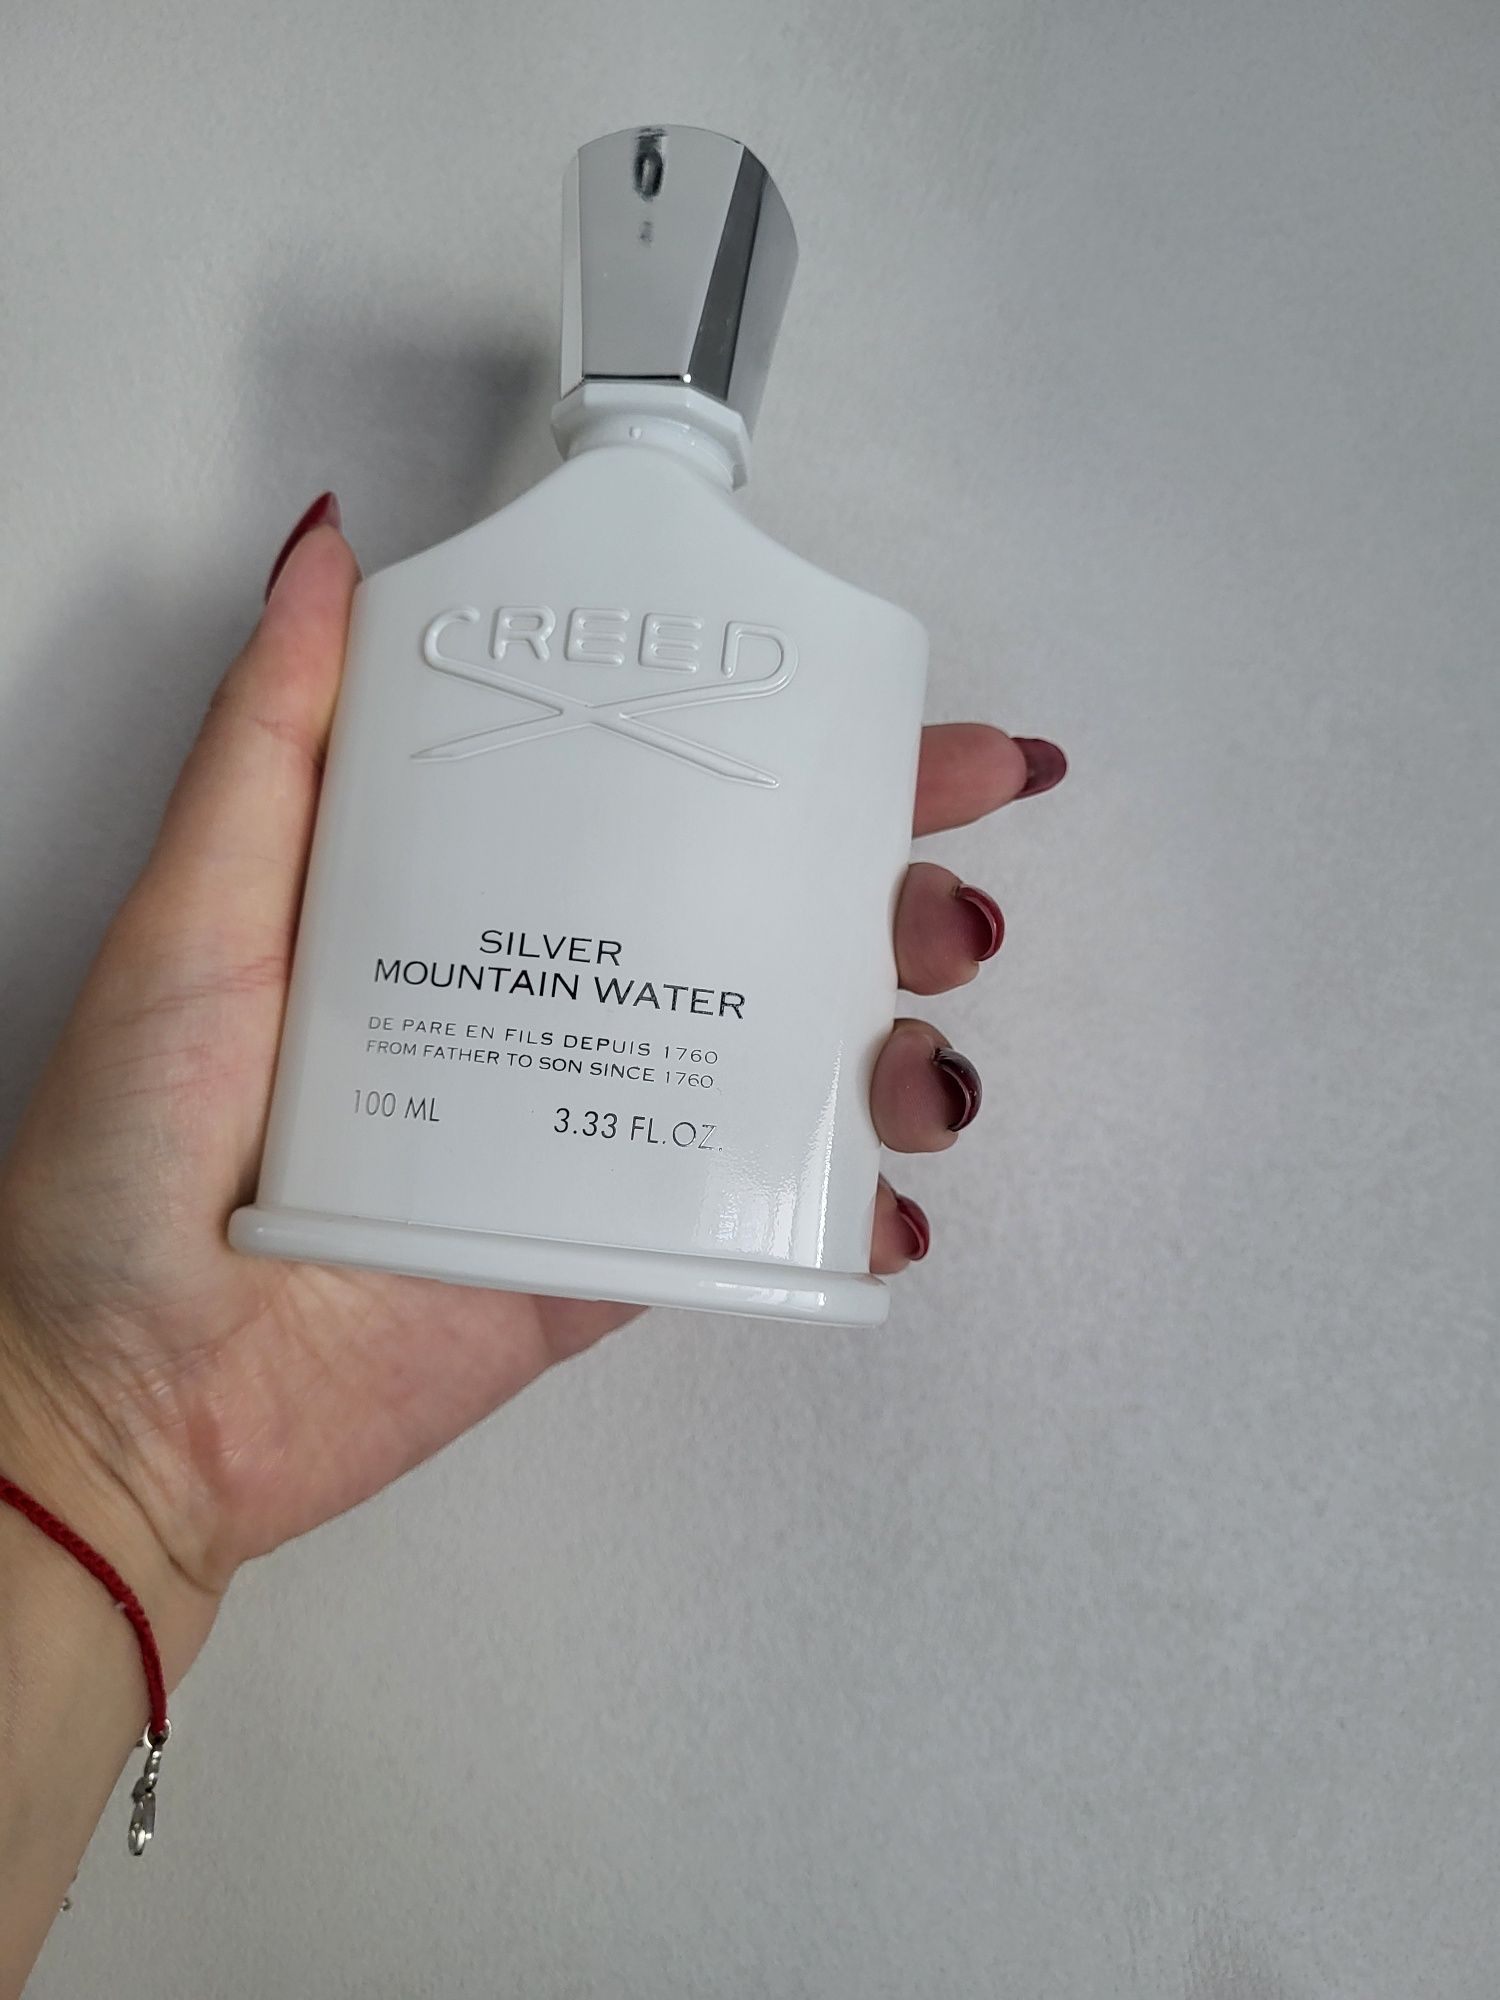 CREED
SILVER
MOUNTAIN WATER
DE PARE EN FILS DEPUIS 1760
FROM FATHER TO SON SINCE 1760
100 ML 3.33 FL.OZ.